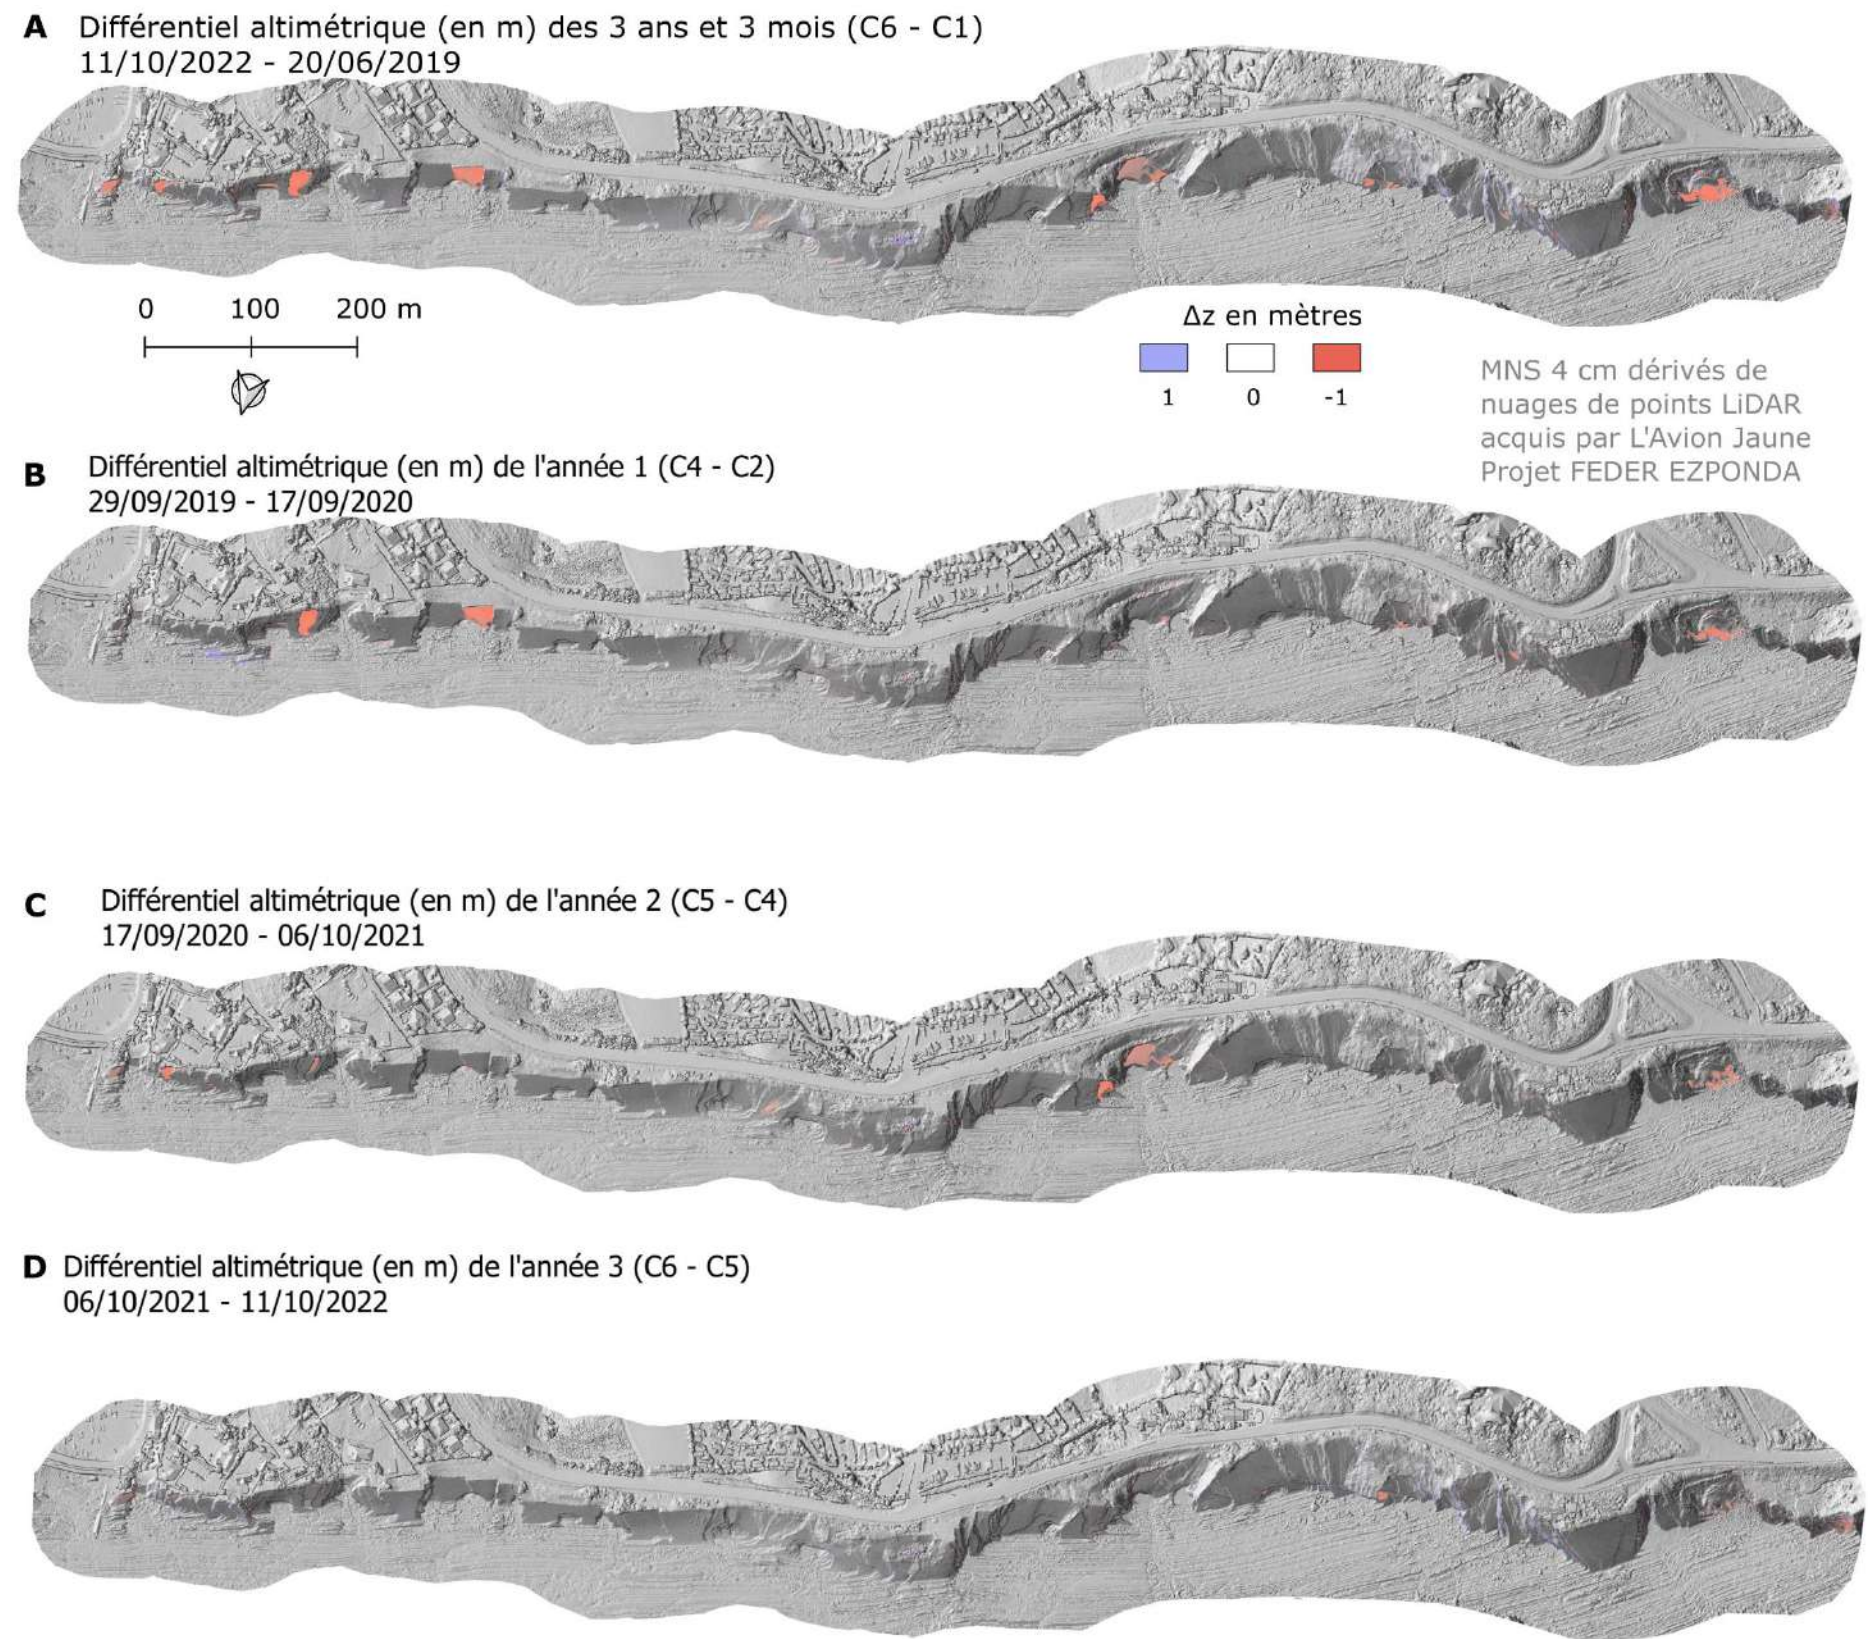 A Différentiel altimétrique (en m) des 3 ans et 3 mois (C6 - C1)
11/10/2022 - 20/06/2019
0 100 200 m
Δz en mètres
1 0 -1
MNS 4 cm dérivés de
nuages de points LiDAR
acquis par L'Avion Jaune
Projet FEDER EZPONDA
B Différentiel altimétrique (en m) de l'année 1 (C4 - C2)
29/09/2019 - 17/09/2020
C Différentiel altimétrique (en m) de l'année 2 (C5 - C4)
17/09/2020 - 06/10/2021
D Différentiel altimétrique (en m) de l'année 3 (C6 - C5)
06/10/2021 - 11/10/2022